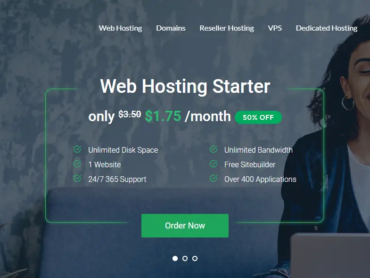 Web Hosting Domains Reseller Hosting VPS Dedicated Hosting
Web Hosting Starter
only $3.50 $1.75 /month 50% OFF
Unlimited Disk Space Unlimited Bandwidth
1 Website Free Sitebuilder
24/7 365 Support Over 400 Applications
Order Now